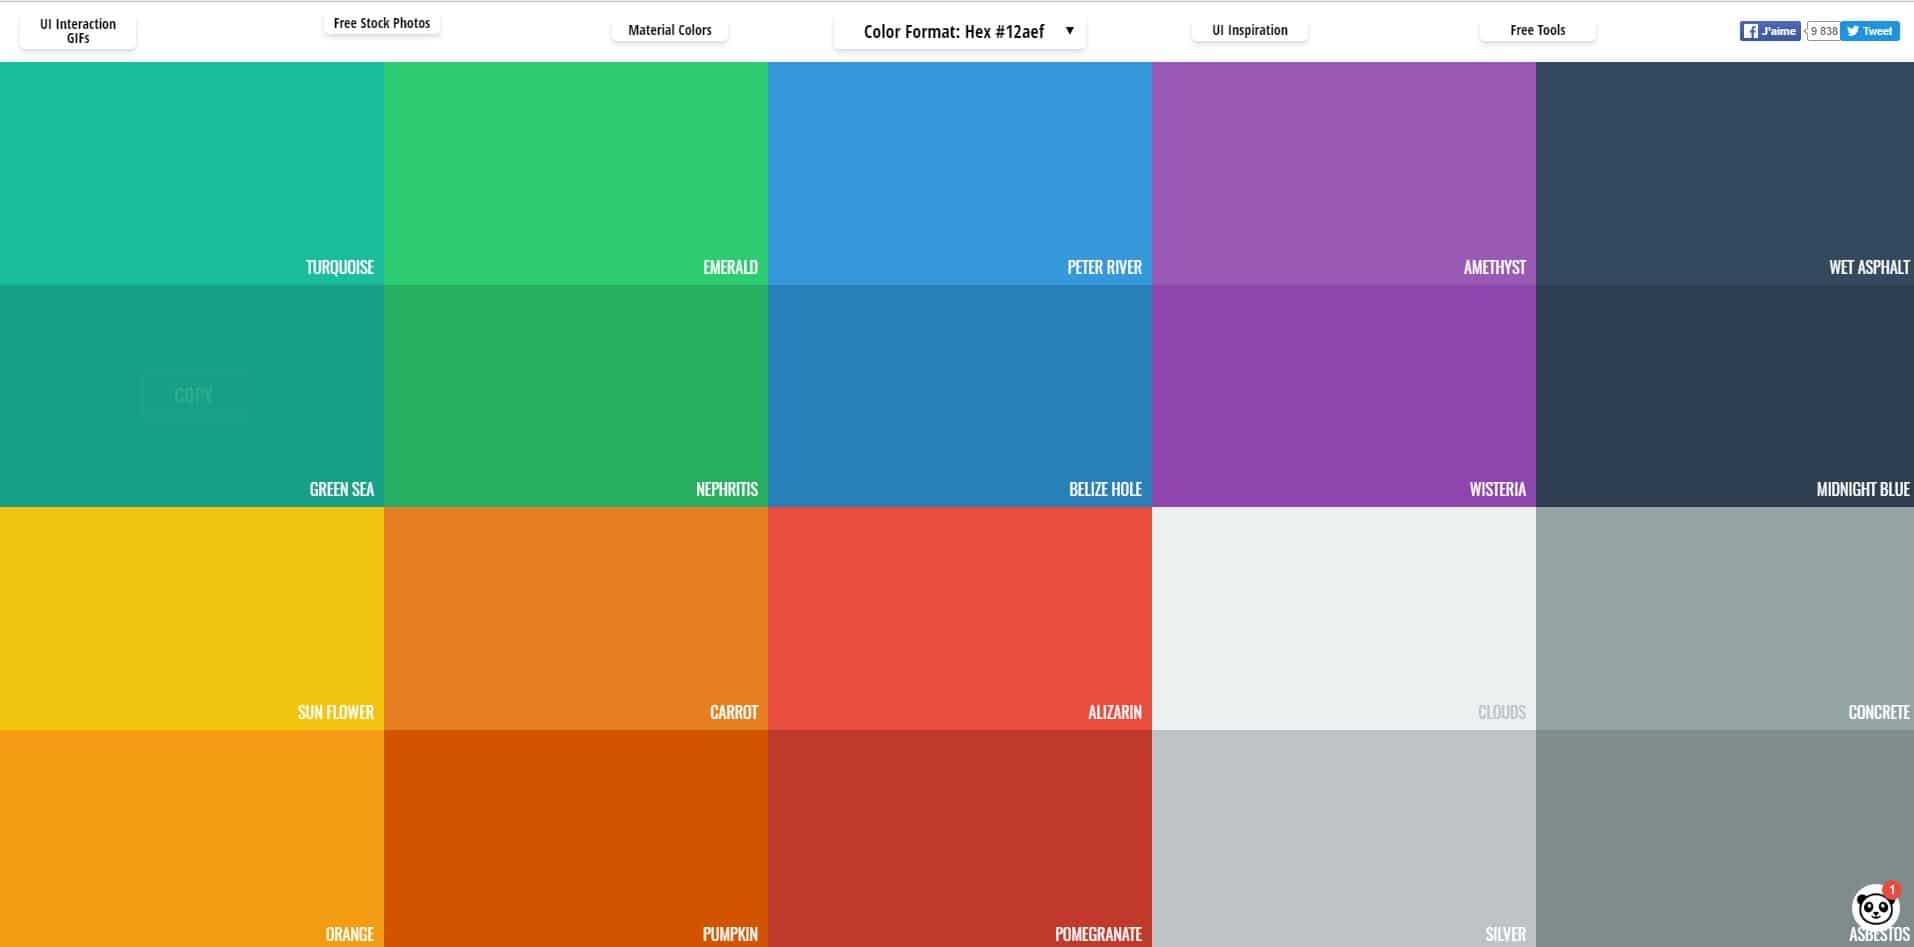 UI Interaction
GIFs
Free Stock Photos
Material Colors
Color Format: Hex #12aef ▼
UI Inspiration
Free Tools
J'aime
9 838
Tweet
TURQUOISE
EMERALD
PETER RIVER
AMETHYST
WET ASPHALT
COPY
GREEN SEA
NEPHRITIS
BELIZE HOLE
WISTERIA
MIDNIGHT BLUE
SUN FLOWER
CARROT
ALIZARIN
CLOUDS
CONCRETE
ORANGE
PUMPKIN
POMEGRANATE
SILVER
1
ASBESTOS